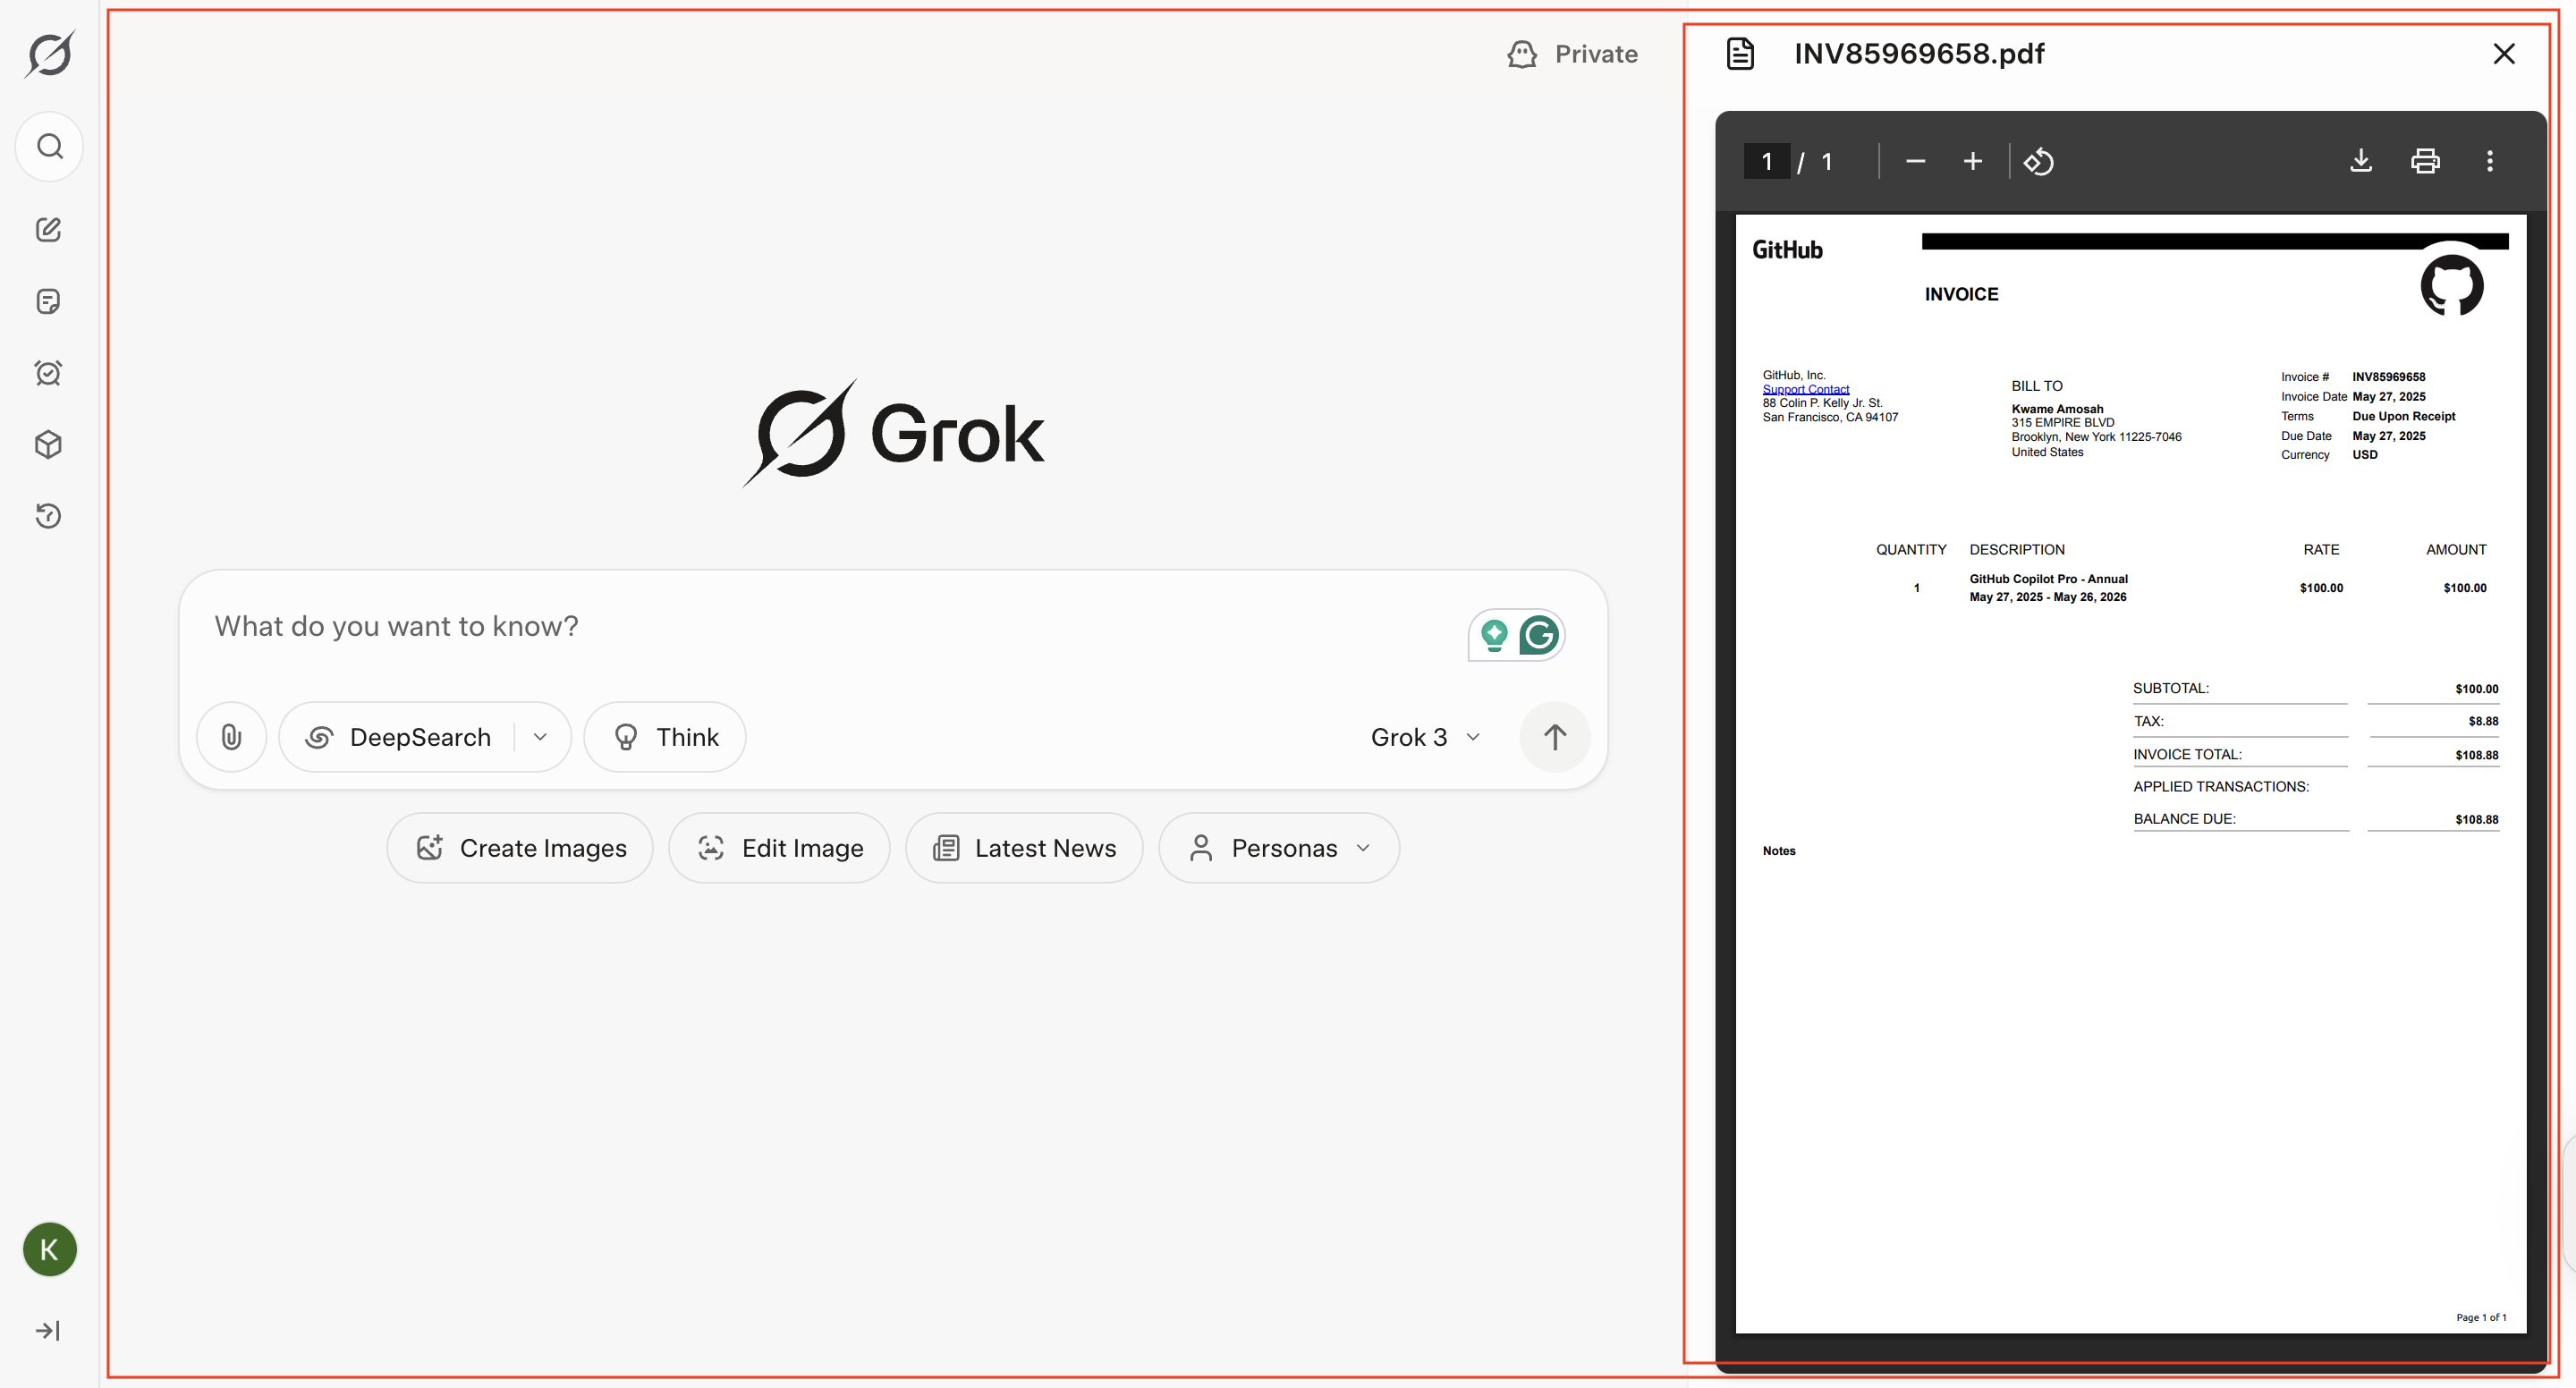 Private
Grok
What do you want to know?
DeepSearch
Think
Grok 3
Create Images
Edit Image
Latest News
Personas
K
INV85969658.pdf
1 / 1
GitHub
INVOICE
GitHub, Inc.
Support Contact
88 Colin P. Kelly Jr. St.
San Francisco, CA 94107
BILL TO
Kwame Amosah
315 EMPIRE BLVD
Brooklyn, New York 11225-7046
United States
Invoice # INV85969658
Invoice Date May 27, 2025
Terms Due Upon Receipt
Due Date May 27, 2025
Currency USD
QUANTITY DESCRIPTION RATE AMOUNT
1 GitHub Copilot Pro - Annual $100.00 $100.00
May 27, 2025 - May 26, 2026
SUBTOTAL: $100.00
TAX: $8.88
INVOICE TOTAL: $108.88
APPLIED TRANSACTIONS:
BALANCE DUE: $108.88
Notes
Page 1 of 1